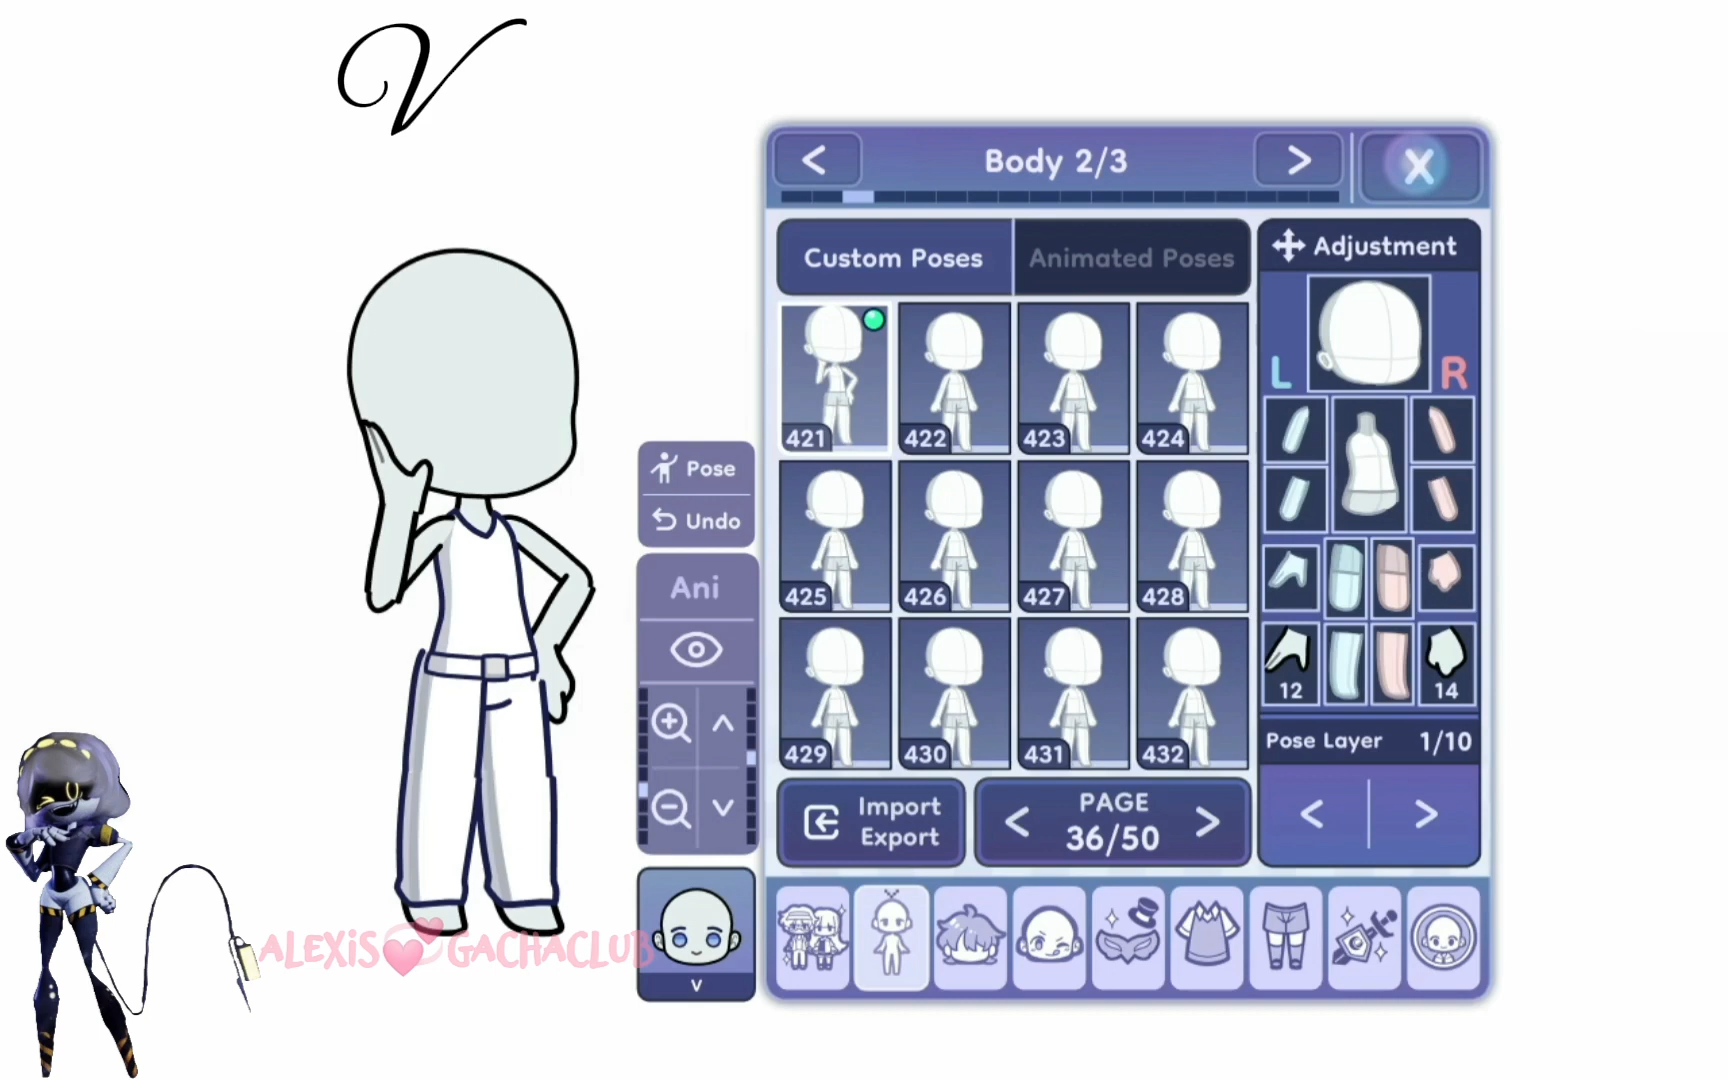 V
< Body 2/3 > X
Custom Poses
Animated Poses
Adjustment
L R
421 422 423 424
425 426 427 428
429 430 431 432
Pose
Undo
Ani
12 14
Pose Layer 1/10
< >
Import
Export
< PAGE >
36/50
ALEXiS GACHACLUB
V